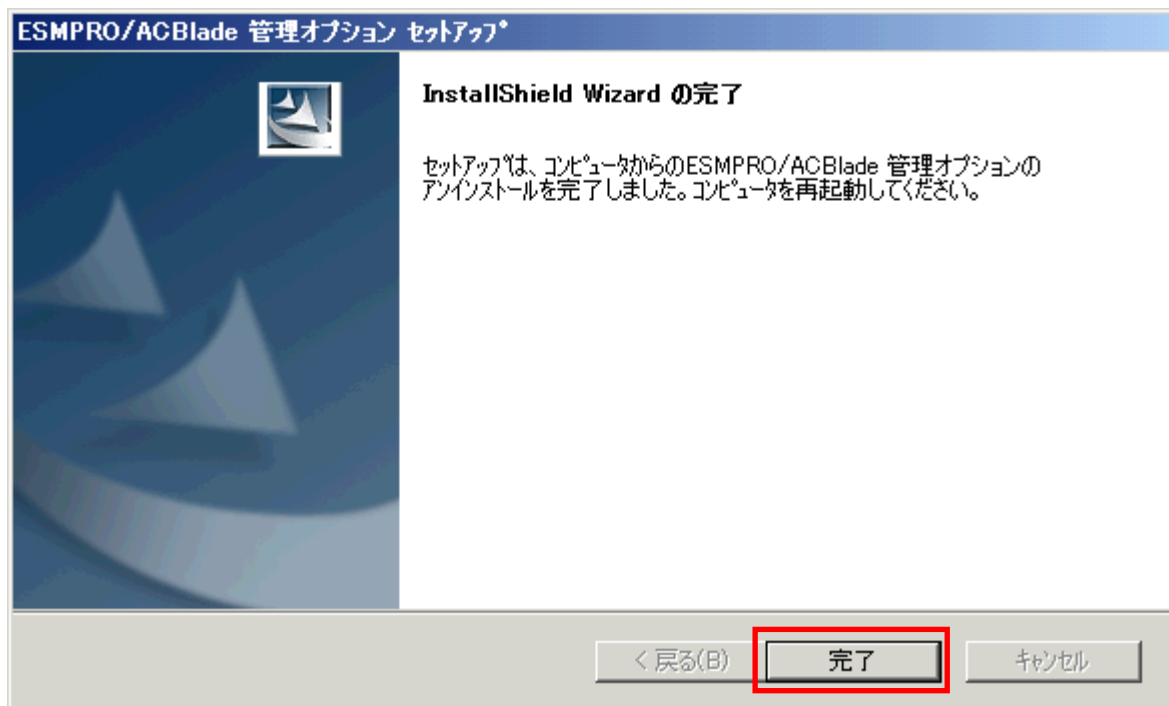 ESMPRO/ACBlade 管理オプション ｾｯﾄｱｯﾌﾟ
InstallShield Wizard の完了
ｾｯﾄｱｯﾌﾟは、ｺﾝﾋﾟｭｰﾀからのESMPRO/ACBlade 管理オプションの
ｱﾝｲﾝｽﾄｰﾙを完了しました。ｺﾝﾋﾟｭｰﾀを再起動してください。
< 戻る(B)
完了
ｷｬﾝｾﾙ